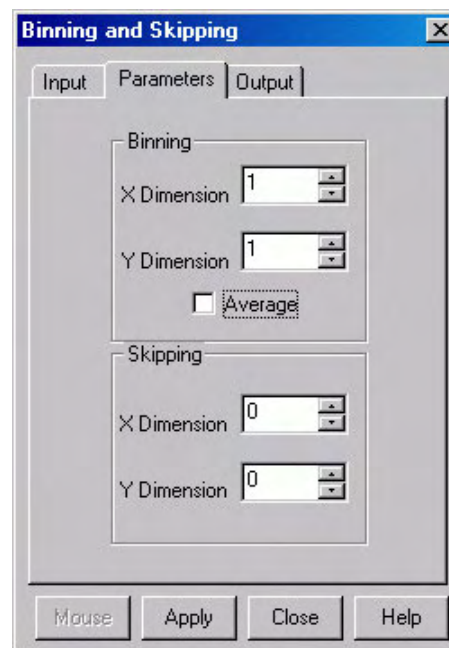 Binning and Skipping
Input Parameters Output
Binning
X Dimension 1
Y Dimension 1
Average
Skipping
X Dimension 0
Y Dimension 0
Mouse Apply Close Help